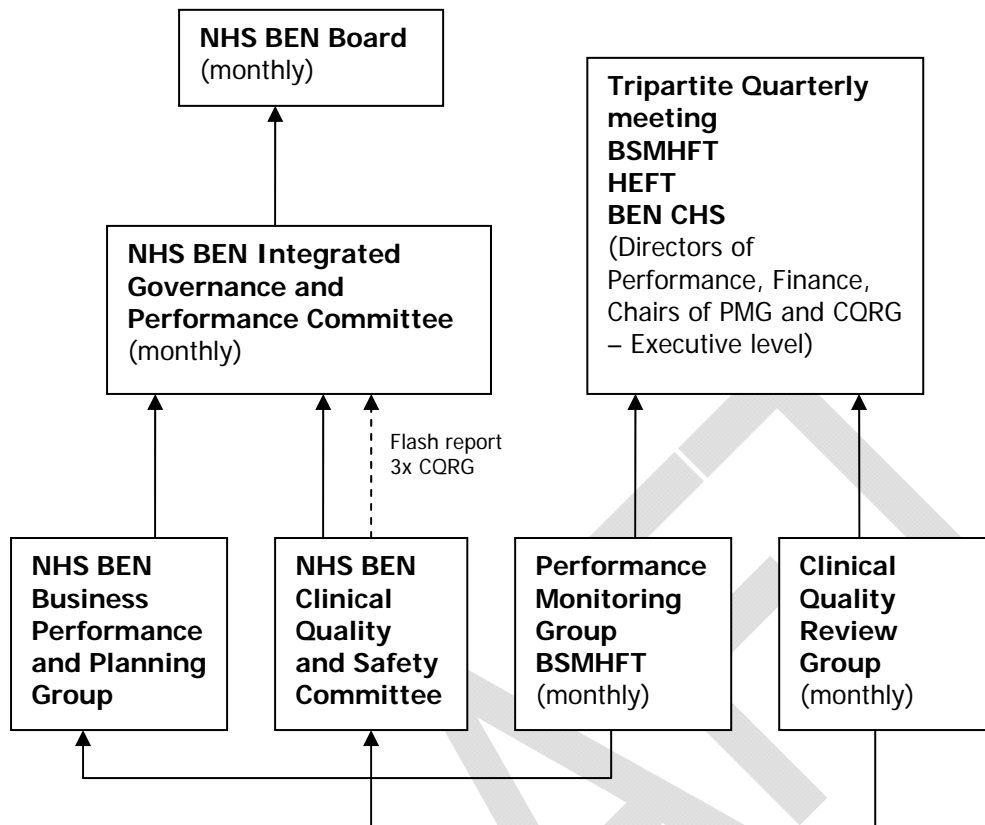 NHS BEN Board
(monthly)
Tripartite Quarterly
meeting
BSMHFT
HEFT
BEN CHS
(Directors of
Performance, Finance,
Chairs of PMG and CQRG
– Executive level)
NHS BEN Integrated
Governance and
Performance Committee
(monthly)
Flash report
3x CQRG
NHS BEN
Business
Performance
and Planning
Group
NHS BEN
Clinical
Quality
and Safety
Committee
Performance
Monitoring
Group
BSMHFT
(monthly)
Clinical
Quality
Review
Group
(monthly)